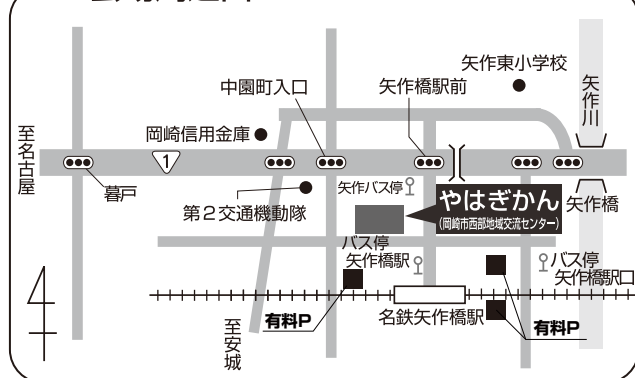 矢作東小学校
中園町入口
矢作橋駅前
矢作川
岡崎信用金庫
至名古屋
1
暮戸
第2交通機動隊
矢作バス停
やはぎかん
(岡崎市西部地域交流センター)
矢作橋
バス停
矢作橋駅
バス停
矢作橋駅口
有料P
名鉄矢作橋駅
有料P
至安城